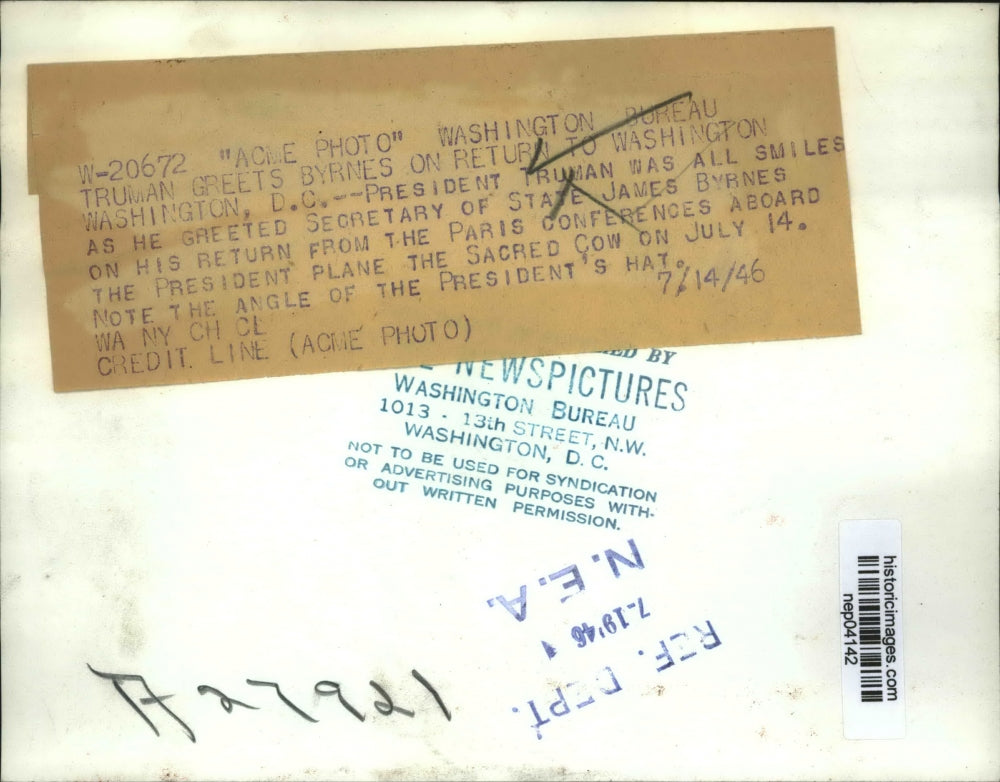 W-20672 "ACME PHOTO" WASHINGTON BUREAU
TRUMAN GREETS BYRNES ON RETURN TO WASHINGTON
WASHINGTON, D.C.--PRESIDENT TRUMAN WAS ALL SMILES
AS HE GREETED SECRETARY OF STATE JAMES BYRNES
ON HIS RETURN FROM THE PARIS CONFERENCES ABOARD
THE PRESIDENT PLANE THE SACRED COW ON JULY 14.
NOTE THE ANGLE OF THE PRESIDENT'S HAT.
WA NY CH CL 7/14/46
CREDIT LINE (ACME PHOTO)
BY
NEWSPICTURES
WASHINGTON BUREAU
1013 - 13th STREET, N.W.
WASHINGTON, D. C.
NOT TO BE USED FOR SYNDICATION
OR ADVERTISING PURPOSES WITH-
OUT WRITTEN PERMISSION.
N.E.A.
7-19'46
REF. DEPT.
A27921
historicimages.com
nep04142